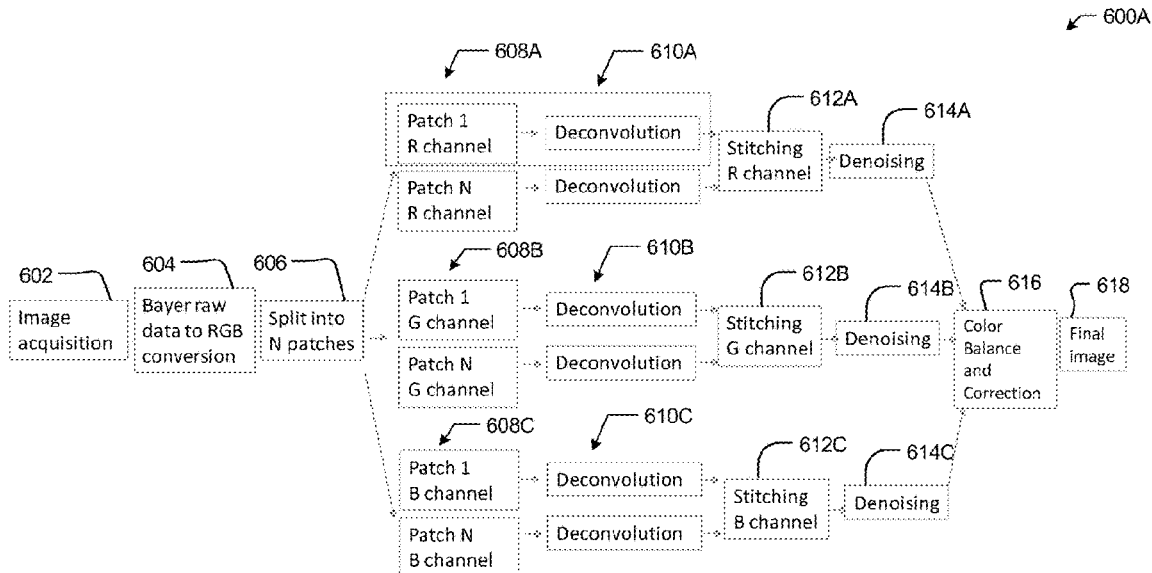 600A
608A
610A
612A
614A
Patch 1
R channel
Deconvolution
Stitching
R channel
Denoising
Patch N
R channel
Deconvolution
602
604
606
608B
610B
612B
614B
616
618
Image
acquisition
Bayer raw
data to RGB
conversion
Split into
N patches
Patch 1
G channel
Deconvolution
Stitching
G channel
Denoising
Patch N
G channel
Deconvolution
Color
Balance
and
Correction
Final
image
608C
610C
612C
614C
Patch 1
B channel
Deconvolution
Stitching
B channel
Denoising
Patch N
B channel
Deconvolution